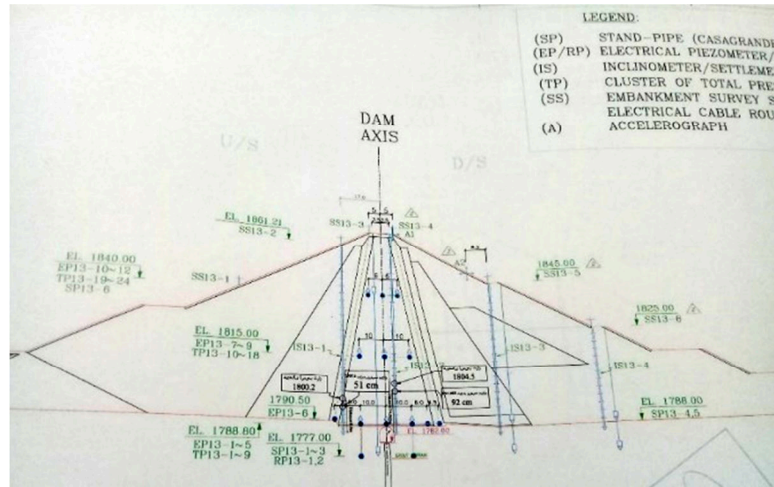 LEGEND:
(SP) STAND-PIPE (CASAGRANDE
(EP/RP) ELECTRICAL PIEZOMETER/
(IS) INCLINOMETER/SETTLEME
(TP) CLUSTER OF TOTAL PRE
(SS) EMBANKMENT SURVEY S
ELECTRICAL CABLE ROU
(A) ACCELEROGRAPH
DAM
AXIS
U/S
D/S
EL. 1861.21
SS13-2
SS13-3
SS13-4
A1
EL. 1840.00
EP13-10~12
TP13-19~24
SP13-6
SS13-1
A2
1845.00
SS13-5
1825.00
SS13-6
EL. 1815.00
EP13-7~9
TP13-10~18
10
10
IS13-1
IS13-3
IS13-4
1800.2
51 cm
1804.5
92 cm
1790.50
EP13-6
EL. 1788.00
SP13-4,5
EL. 1788.80
EP13-1~5
TP13-1~9
EL. 1777.00
SP13-1~3
RP13-1,2